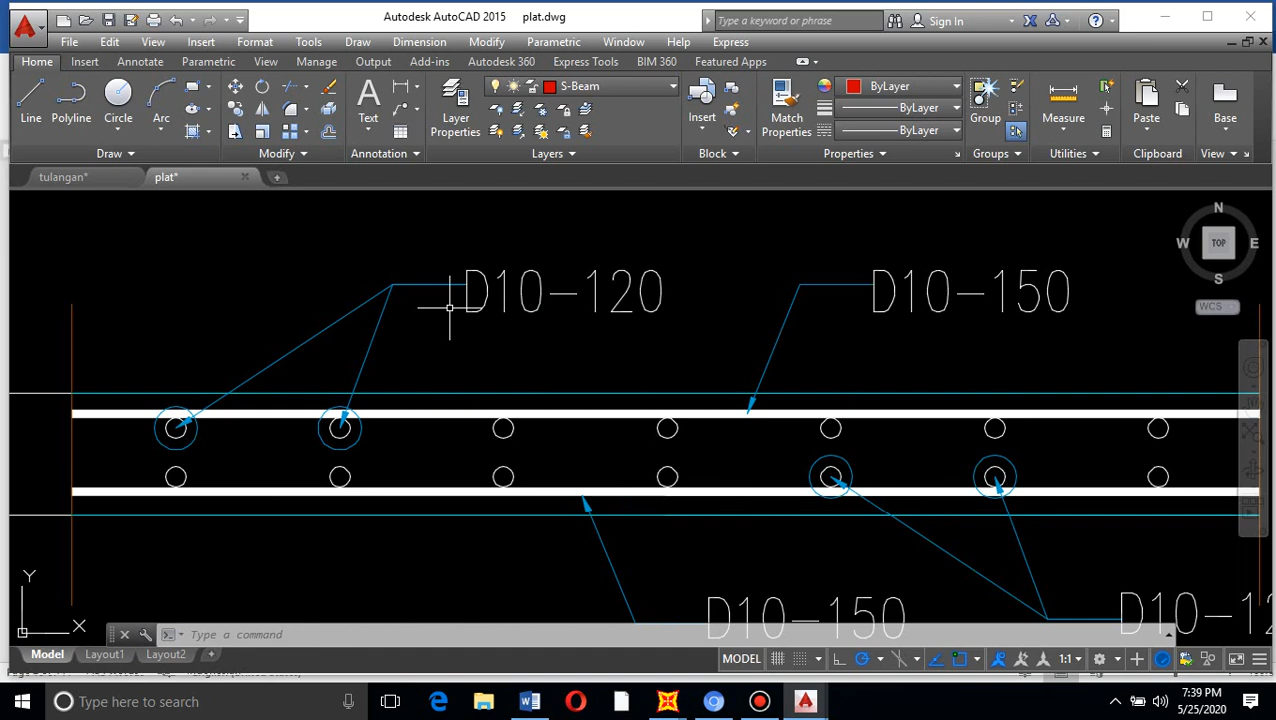 Autodesk AutoCAD 2015 plat.dwg
Type a keyword or phrase
Sign In
File Edit View Insert Format Tools Draw Dimension Modify Parametric Window Help Express
Home Insert Annotate Parametric View Manage Output Add-ins Autodesk 360 Express Tools BIM 360 Featured Apps
S-Beam
ByLayer
ByLayer
ByLayer
Line Polyline Circle Arc
Text
Layer Properties
Insert
Match Properties
Group
Measure
Paste
Base
Draw Modify Annotation Layers Block Properties Groups Utilities Clipboard View
tulangan* plat*
N
W TOP E
S
WCS
D10-120 D10-150
D10-150 D10-12
Y
X
Type a command
Model Layout1 Layout2
MODEL 1:1
Type here to search
7:39 PM
5/25/2020